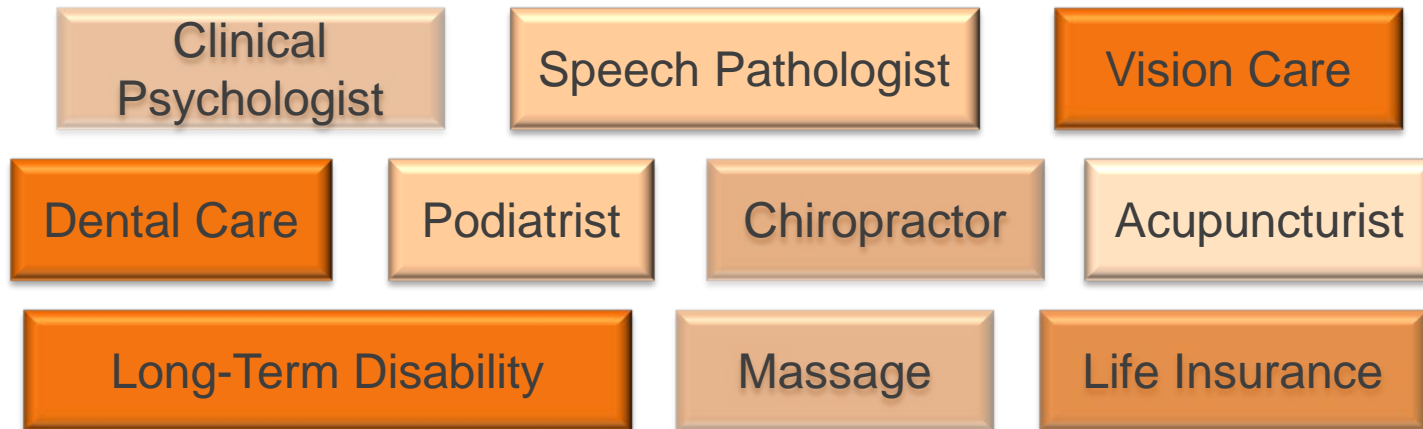 Clinical
Psychologist
Speech Pathologist
Vision Care
Dental Care
Podiatrist
Chiropractor
Acupuncturist
Long-Term Disability
Massage
Life Insurance